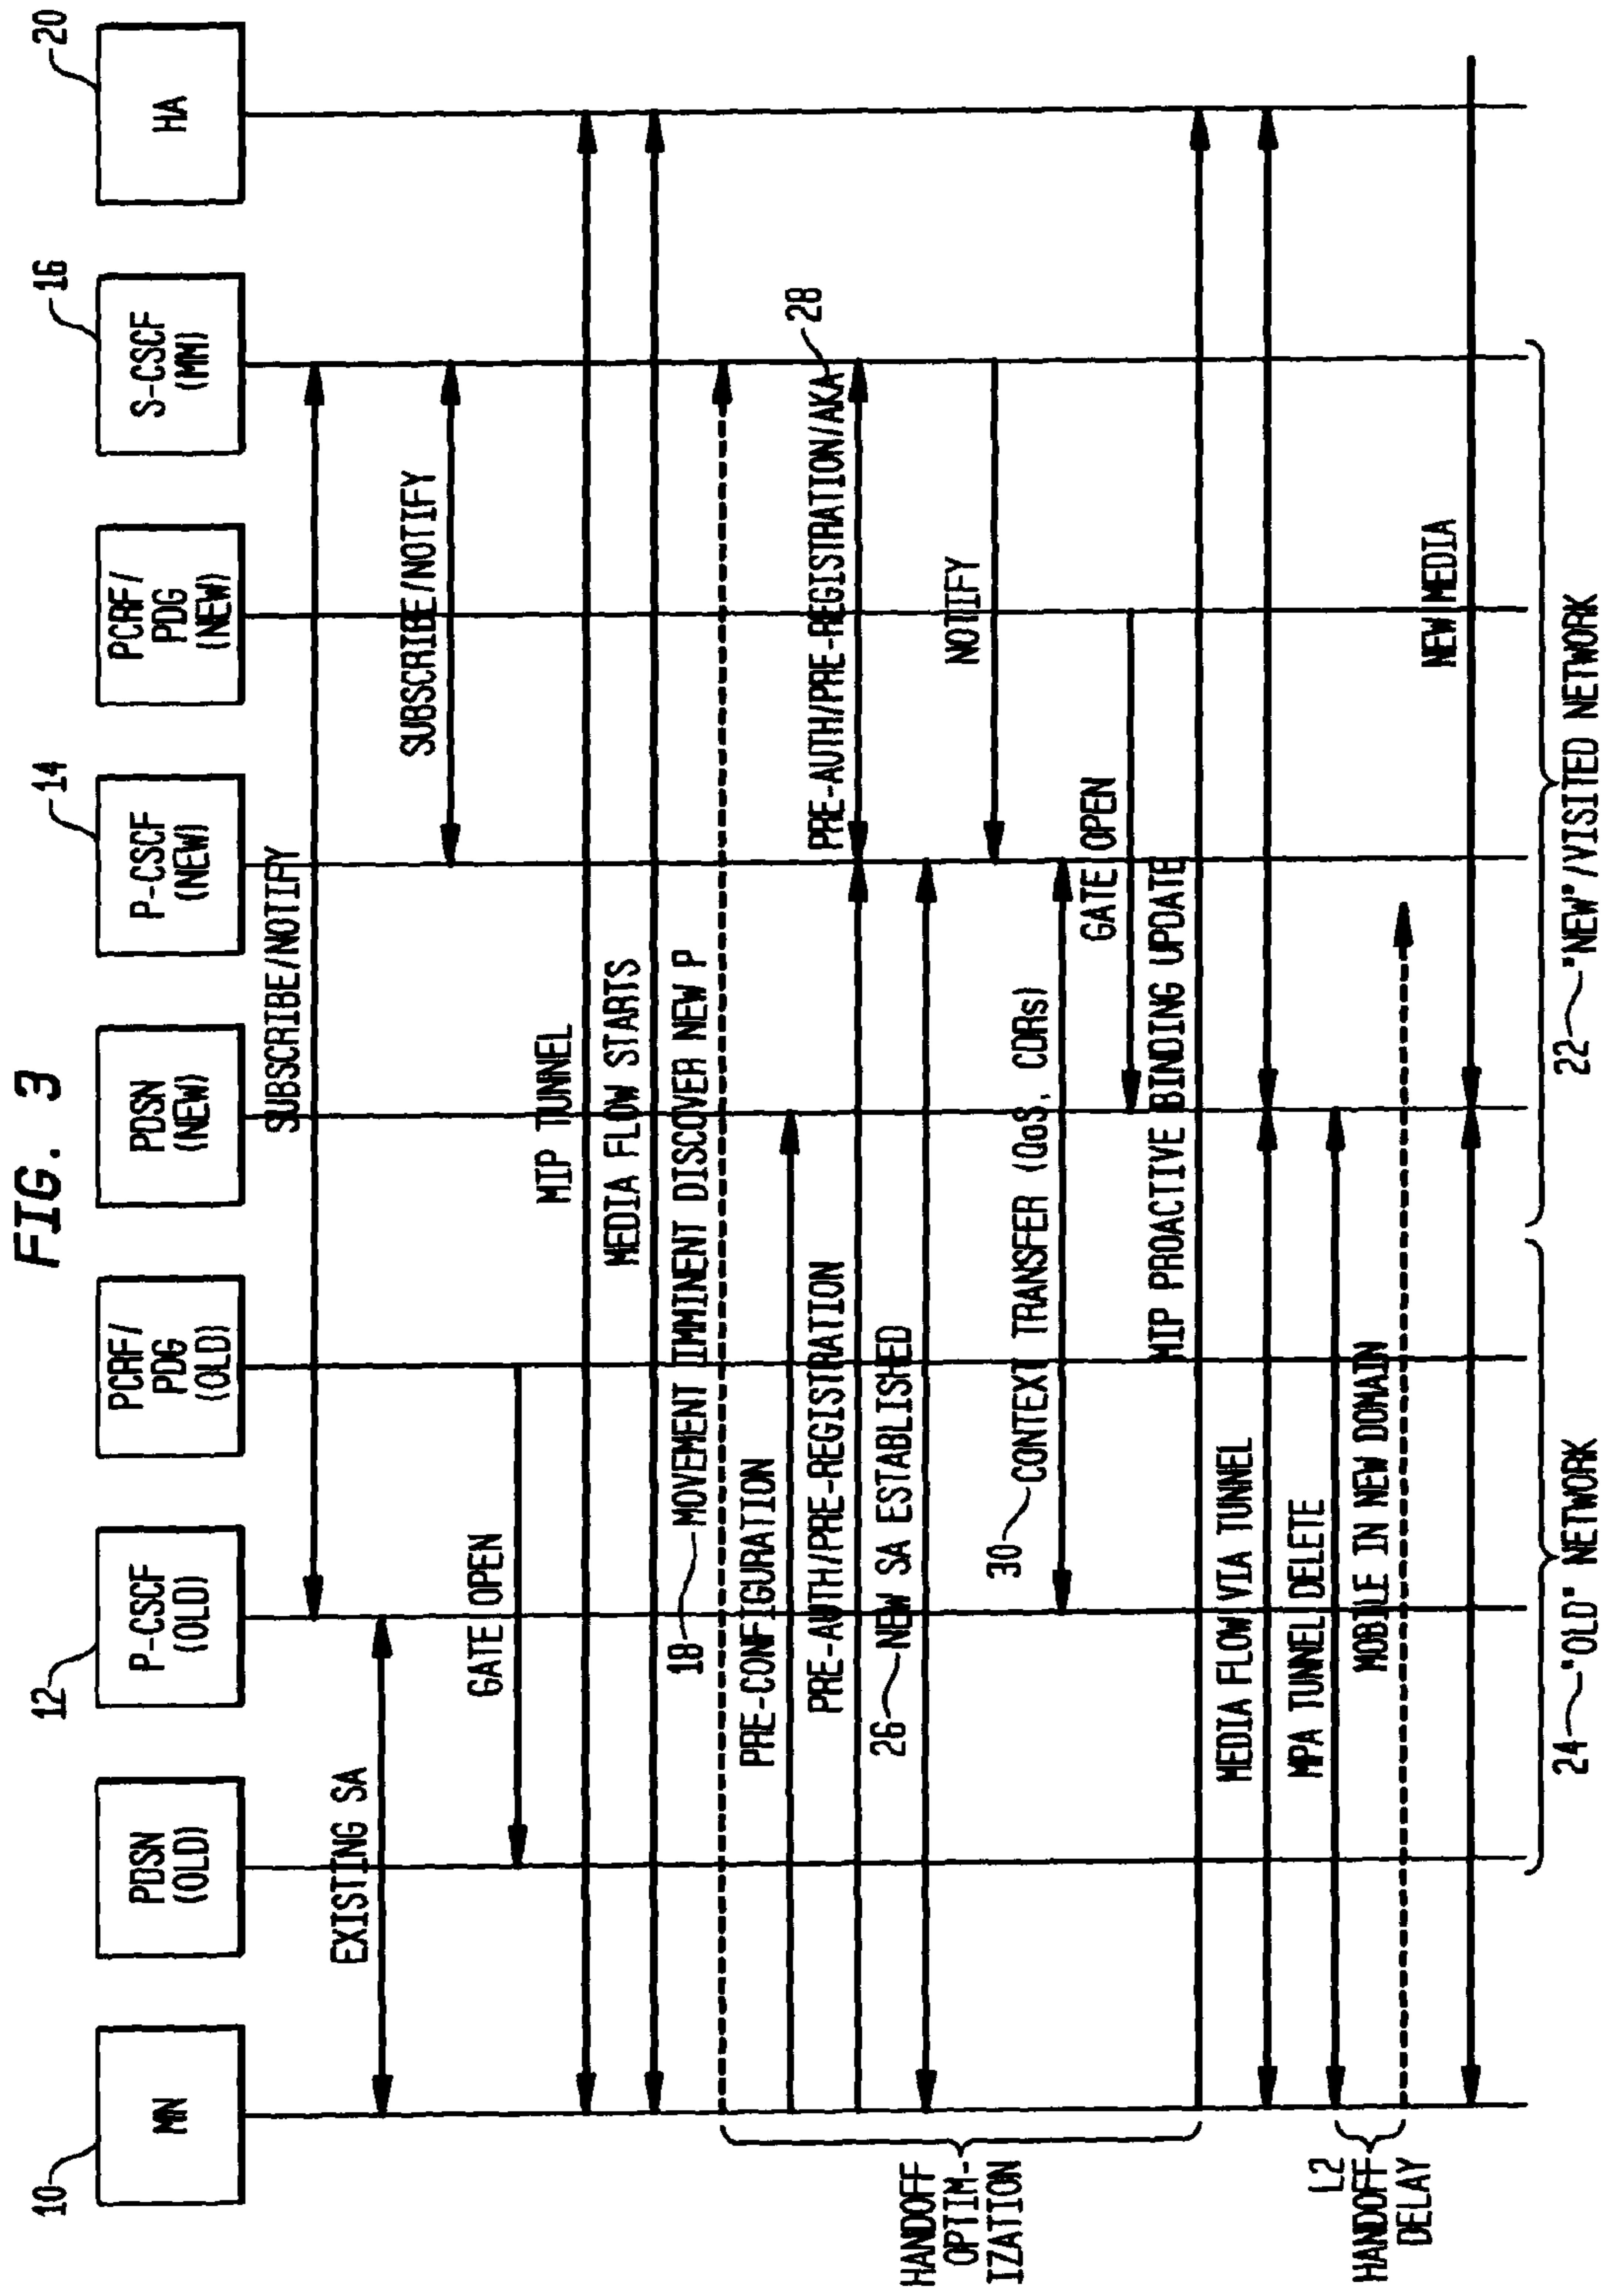 FIG. 3
10
12
14
16
20
MN
PDSN
(OLD)
P-CSCF
(OLD)
PCRF/
PDG
(OLD)
PDSN
(NEW)
P-CSCF
(NEW)
PCRF/
PDG
(NEW)
S-CSCF
(MM)
HA
SUBSCRIBE/NOTIFY
EXISTING SA
SUBSCRIBE/NOTIFY
GATE OPEN
MIP TUNNEL
MEDIA FLOW STARTS
18 MOVEMENT IMMINENT DISCOVER NEW P
PRE-CONFIGURATION
PRE-AUTH/PRE-REGISTRATION
PRE-AUTH/PRE-REGISTRATION/AKA 28
26 NEW SA ESTABLISHED
NOTIFY
30 CONTEXT TRANSFER (QoS, CDRs)
GATE OPEN
MIP PROACTIVE BINDING UPDATE
MEDIA FLOW VIA TUNNEL
MPA TUNNEL DELETE
MOBILE IN NEW DOMAIN
NEW MEDIA
HANDOFF
OPTIM-
IZATION
L2
HANDOFF
DELAY
24 "OLD" NETWORK
22 "NEW"/VISITED NETWORK